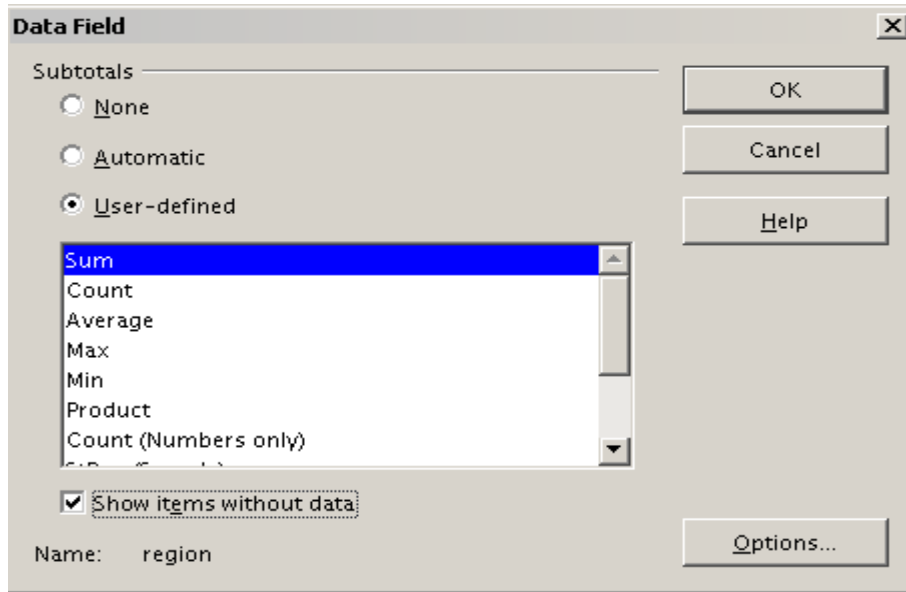 Data Field
Subtotals
None
Automatic
User-defined
Sum
Count
Average
Max
Min
Product
Count (Numbers only)
Show items without data
Name: region
OK
Cancel
Help
Options...